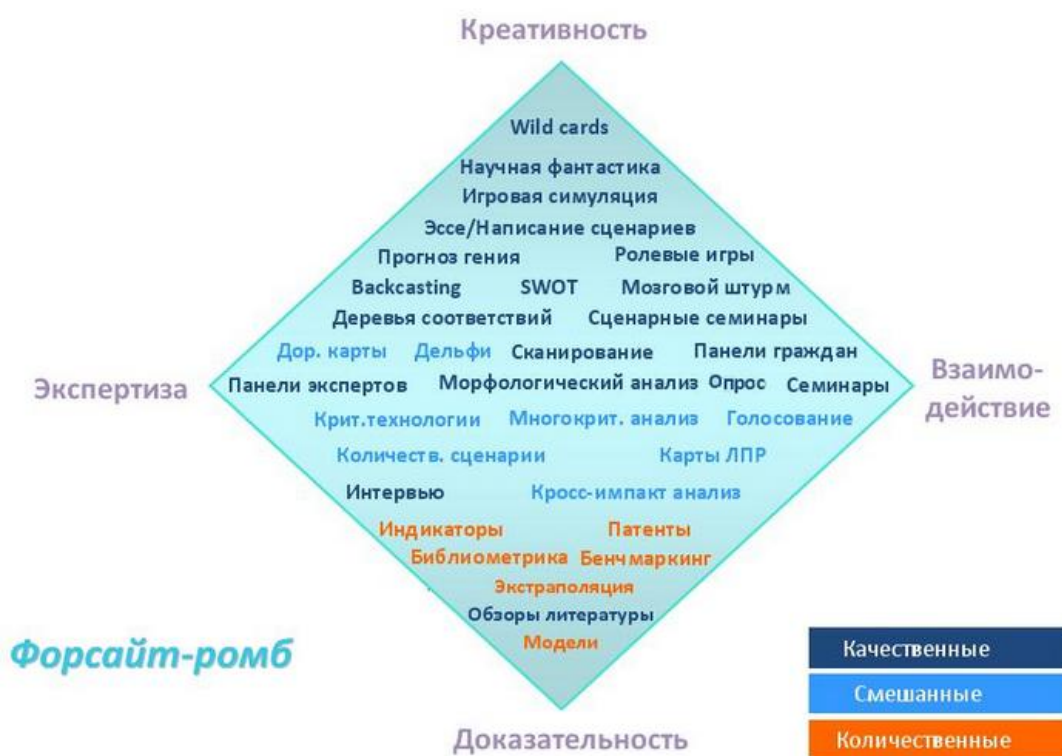 Креативность
Wild cards
Научная фантастика
Игровая симуляция
Эссе/Написание сценариев
Прогноз гения Ролевые игры
Backcasting SWOT Мозговой штурм
Деревья соответствий Сценарные семинары
Дор. карты Дельфи Сканирование Панели граждан
Экспертиза
Панели экспертов Морфологический анализ Опрос Семинары
Взаимо-
действие
Крит.технологии Многокрит. анализ Голосование
Количеств. сценарии Карты ЛПР
Интервью Кросс-импакт анализ
Индикаторы Патенты
Библиометрика Бенчмаркинг
Экстраполяция
Обзоры литературы
Модели
Форсайт-ромб
Доказательность
Качественные
Смешанные
Количественные